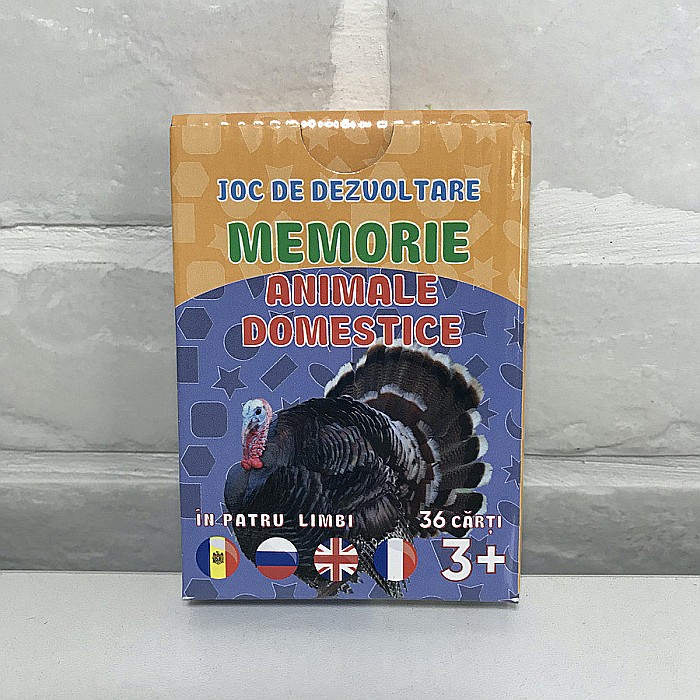 JOC DE DEZVOLTARE
MEMORIE
ANIMALE
DOMESTICE
ÎN PATRU LIMBI
36 CĂRȚI
3+